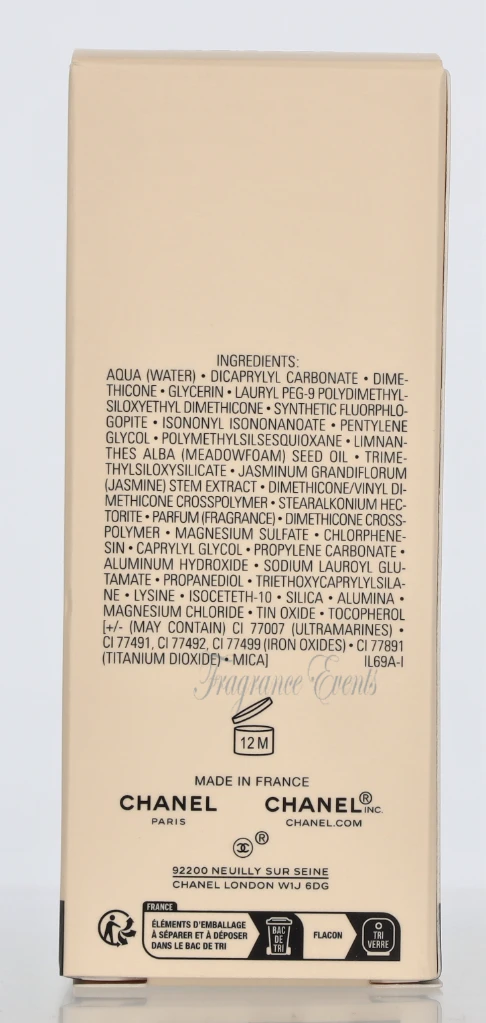 INGREDIENTS:
AQUA (WATER) • DICAPRYLYL CARBONATE • DIME-
THICONE • GLYCERIN • LAURYL PEG-9 POLYDIMETHYL-
SILOXYETHYL DIMETHICONE • SYNTHETIC FLUORPHLO-
GOPITE • ISONONYL ISONONANOATE • PENTYLENE
GLYCOL • POLYMETHYLSILSESQUIOXANE • LIMNAN-
THES ALBA (MEADOWFOAM) SEED OIL • TRIME-
THYLSILOXYSILICATE • JASMINUM GRANDIFLORUM
(JASMINE) STEM EXTRACT • DIMETHICONE/VINYL DI-
METHICONE CROSSPOLYMER • STEARALKONIUM HEC-
TORITE • PARFUM (FRAGRANCE) • DIMETHICONE CROSS-
POLYMER • MAGNESIUM SULFATE • CHLORPHENE-
SIN • CAPRYLYL GLYCOL • PROPYLENE CARBONATE •
ALUMINUM HYDROXIDE • SODIUM LAUROYL GLU-
TAMATE • PROPANEDIOL • TRIETHOXYCAPRYLYLSILA-
NE • LYSINE • ISOCETETH-10 • SILICA • ALUMINA •
MAGNESIUM CHLORIDE • TIN OXIDE • TOCOPHEROL
[+/- (MAY CONTAIN) CI 77007 (ULTRAMARINES) •
CI 77491, CI 77492, CI 77499 (IRON OXIDES) • CI 77891
(TITANIUM DIOXIDE) • MICA] IL69A-I
Fragrance Events
12 M
MADE IN FRANCE
CHANEL CHANEL® INC.
PARIS CHANEL.COM
®
92200 NEUILLY SUR SEINE
CHANEL LONDON W1J 6DG
FRANCE
ÉLÉMENTS D'EMBALLAGE
À SÉPARER ET À DÉPOSER
DANS LE BAC DE TRI
BAC
DE
TRI
FLACON
TRI
VERRE